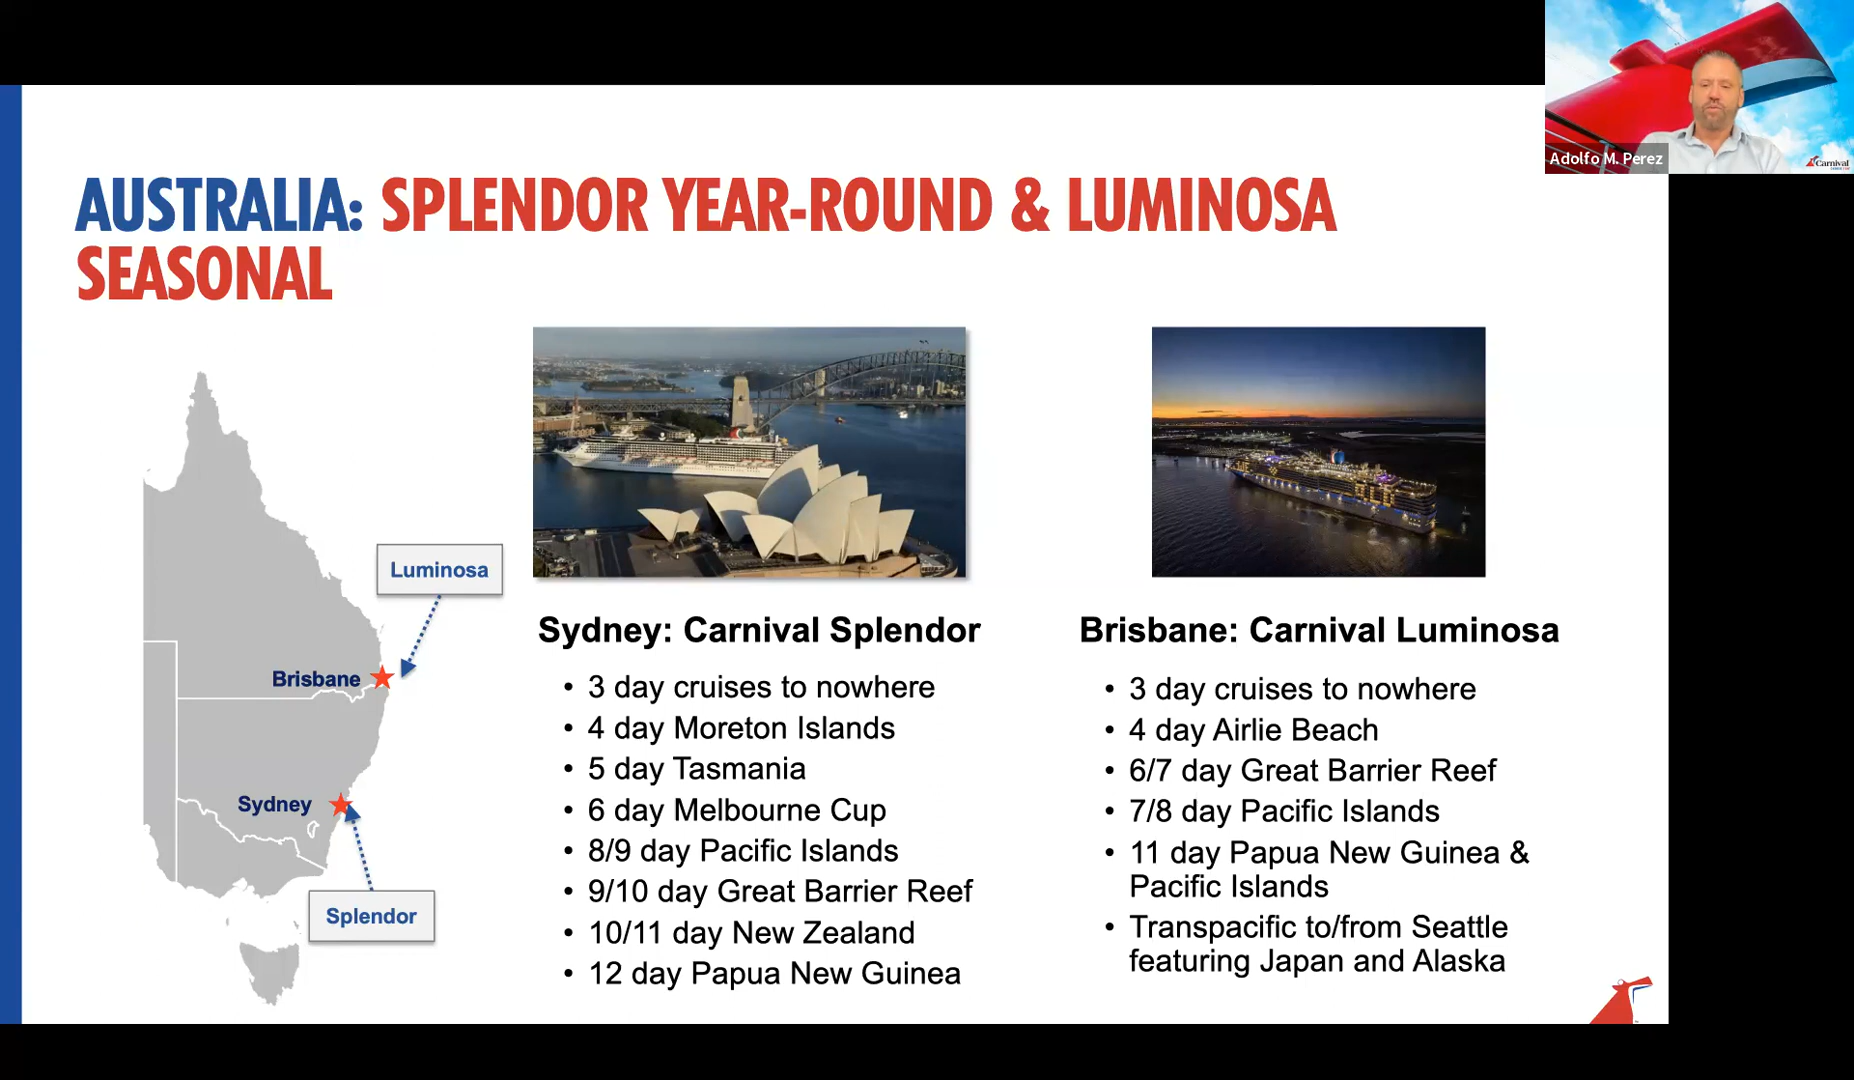 Adolfo M. Perez
Carnival
AUSTRALIA: SPLENDOR YEAR-ROUND & LUMINOSA
SEASONAL
Luminosa
Brisbane
Sydney
Splendor
Sydney: Carnival Splendor
• 3 day cruises to nowhere
• 4 day Moreton Islands
• 5 day Tasmania
• 6 day Melbourne Cup
• 8/9 day Pacific Islands
• 9/10 day Great Barrier Reef
• 10/11 day New Zealand
• 12 day Papua New Guinea
Brisbane: Carnival Luminosa
• 3 day cruises to nowhere
• 4 day Airlie Beach
• 6/7 day Great Barrier Reef
• 7/8 day Pacific Islands
• 11 day Papua New Guinea &
Pacific Islands
• Transpacific to/from Seattle
featuring Japan and Alaska